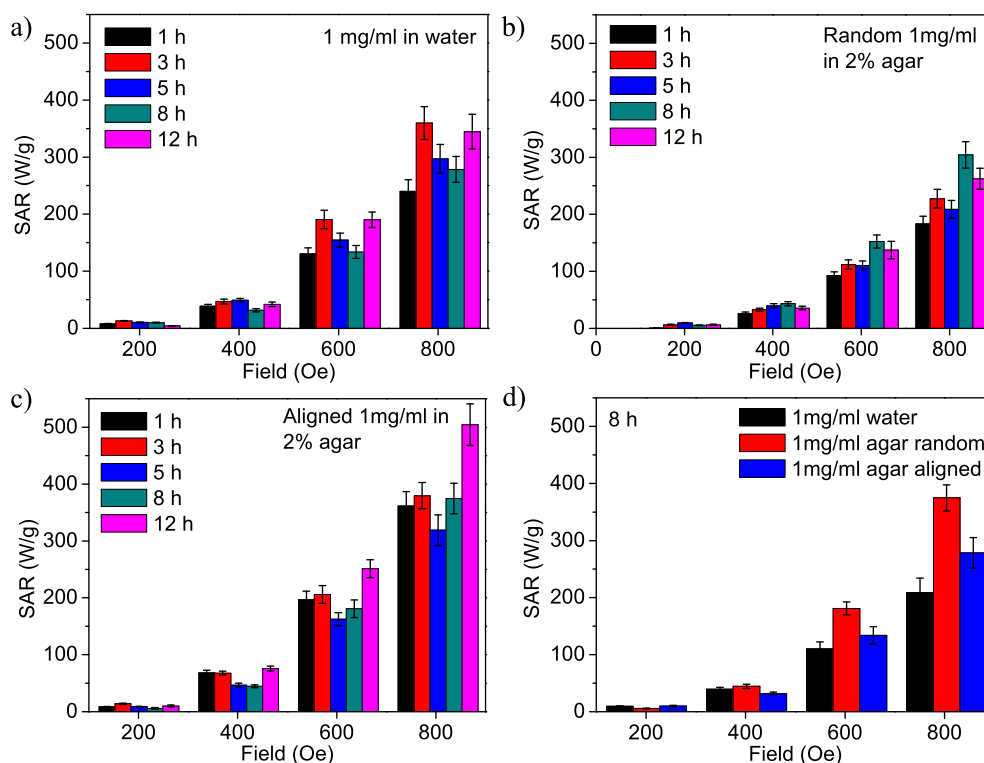 a)
1 mg/ml in water
1 h
3 h
5 h
8 h
12 h
500
400
300
200
100
0
SAR (W/g)
200 400 600 800
Field (Oe)
b)
Random 1mg/ml
in 2% agar
1 h
3 h
5 h
8 h
12 h
500
400
300
200
100
0
SAR (W/g)
0 200 400 600 800
Field (Oe)
c)
Aligned 1mg/ml in
2% agar
1 h
3 h
5 h
8 h
12 h
500
400
300
200
100
0
SAR (W/g)
200 400 600 800
Field (Oe)
d)
8 h
1mg/ml water
1mg/ml agar random
1mg/ml agar aligned
500
400
300
200
100
0
SAR (W/g)
200 400 600 800
Field (Oe)